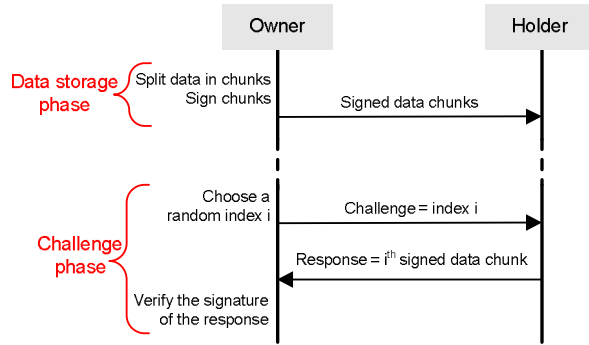 Owner
Holder
Data storage
phase
Split data in chunks
Sign chunks
Signed data chunks
Challenge
phase
Choose a
random index i
Challenge = index i
Response = ith signed data chunk
Verify the signature
of the response